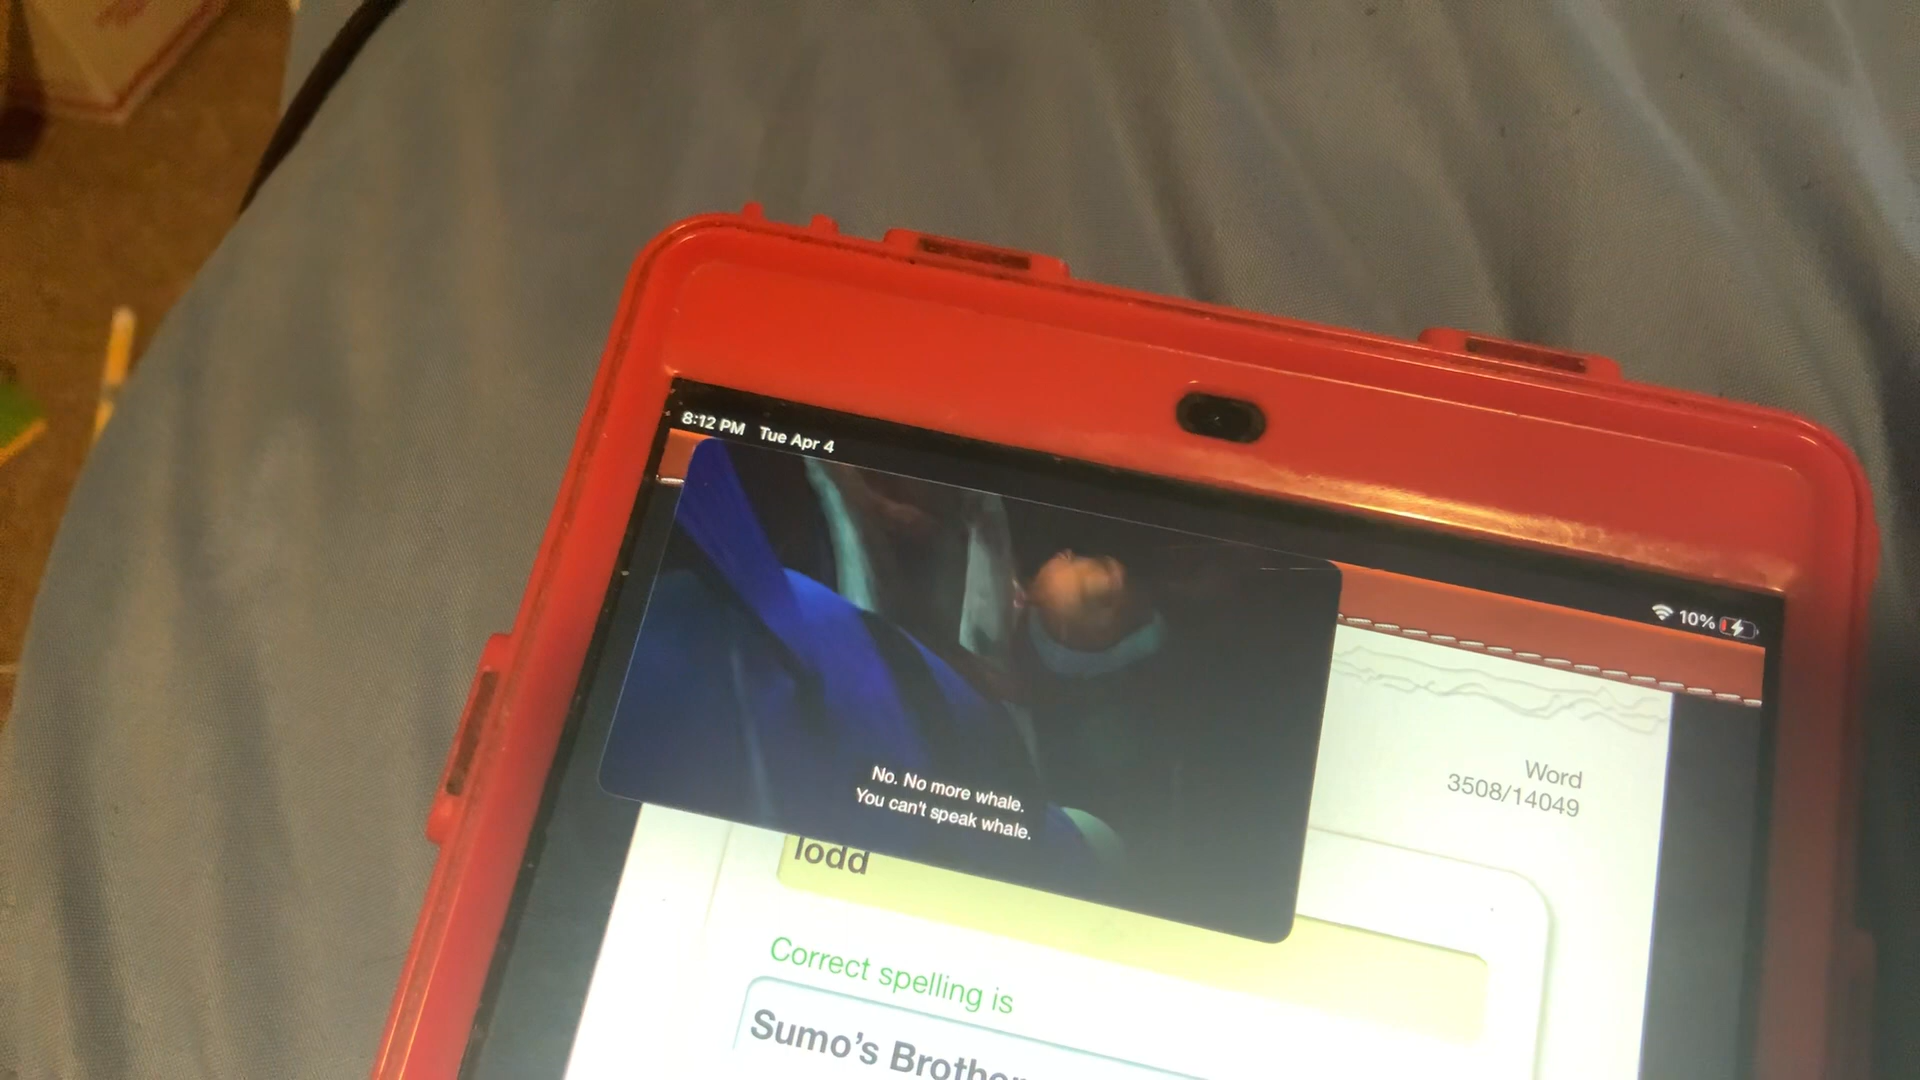 8:12 PM Tue Apr 4
10%
No. No more whale.
You can't speak whale.
Word
3508/14049
lodd
Correct spelling is
Sumo's Brother